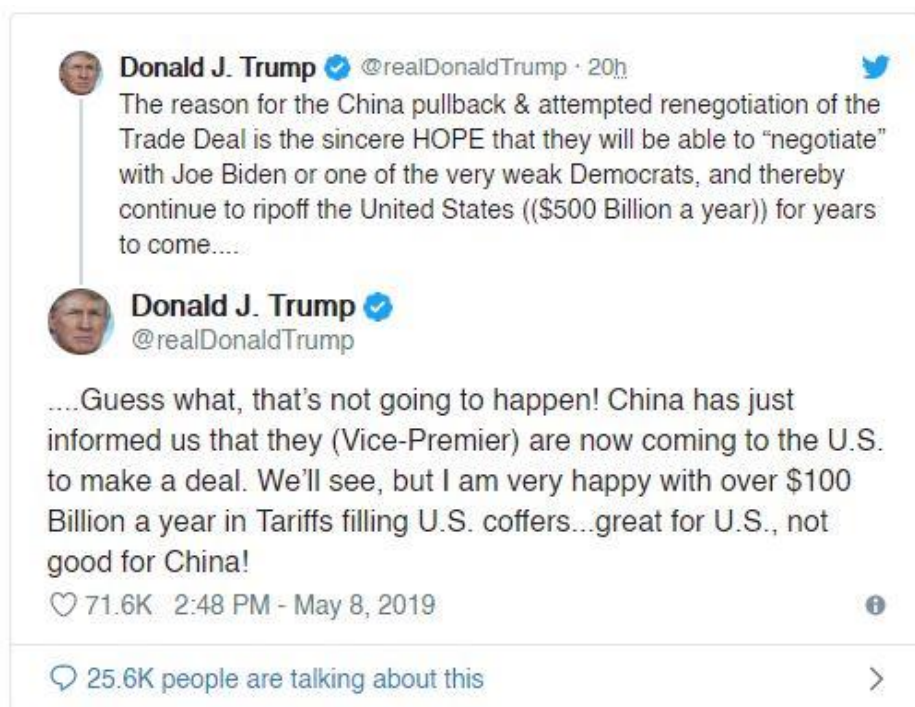 Donald J. Trump @realDonaldTrump · 20h
The reason for the China pullback & attempted renegotiation of the
Trade Deal is the sincere HOPE that they will be able to “negotiate”
with Joe Biden or one of the very weak Democrats, and thereby
continue to ripoff the United States (($500 Billion a year)) for years
to come....
Donald J. Trump
@realDonaldTrump
....Guess what, that’s not going to happen! China has just
informed us that they (Vice-Premier) are now coming to the U.S.
to make a deal. We’ll see, but I am very happy with over $100
Billion a year in Tariffs filling U.S. coffers...great for U.S., not
good for China!
71.6K 2:48 PM - May 8, 2019
25.6K people are talking about this